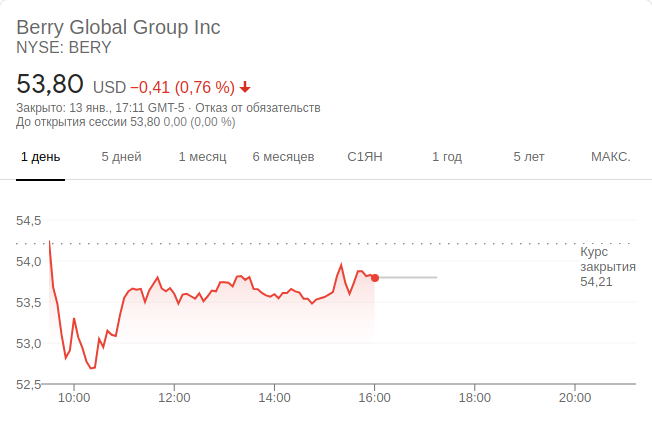 Berry Global Group Inc
NYSE: BERY
53,80 USD −0,41 (0,76 %)
Закрыто: 13 янв., 17:11 GMT-5 · Отказ от обязательств
До открытия сессии 53,80 0,00 (0,00 %)
1 день 5 дней 1 месяц 6 месяцев С1ЯН 1 год 5 лет МАКС.
54,5
54,0
53,5
53,0
52,5
Курс
закрытия
54,21
10:00 12:00 14:00 16:00 18:00 20:00